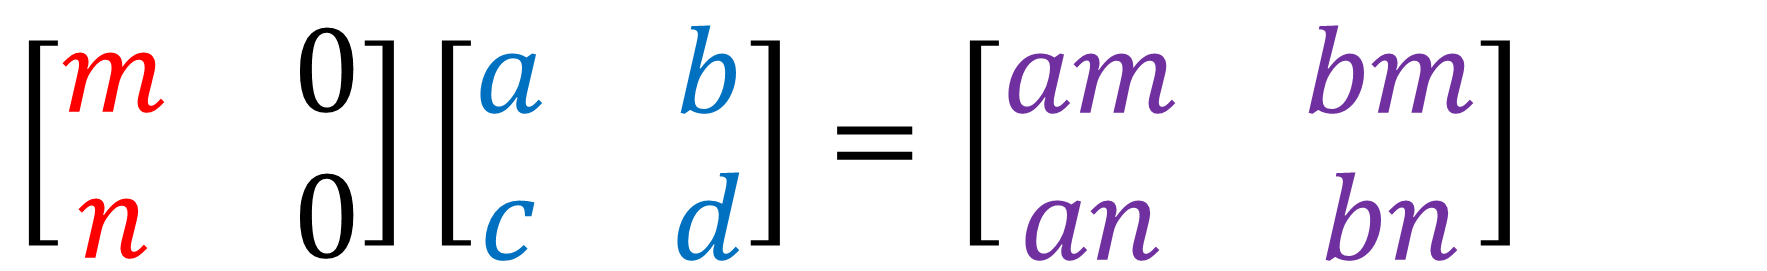 [m 0] [a b] = [am bm]
[n 0] [c d] [an bn]